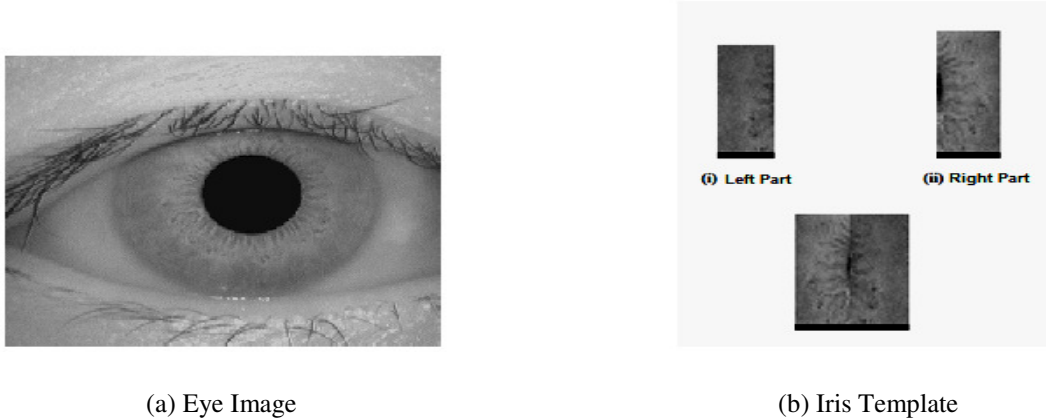 (i) Left Part
(ii) Right Part
(a) Eye Image
(b) Iris Template